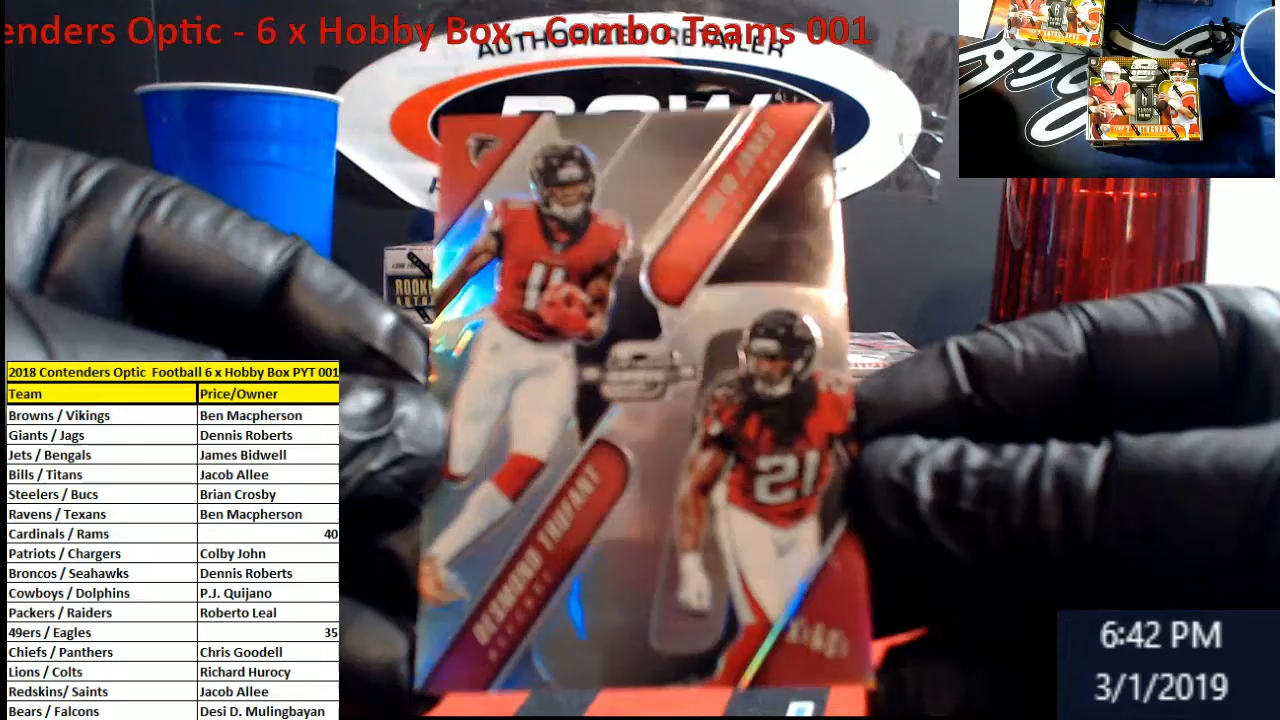 enders Optic - 6 x Hobby Box - Combo Teams 001
AUTHORIZED RETAILER
11
21
DESMOND TRUFANT
ROOKIE
2018 Contenders Optic Football 6 x Hobby Box PYT 001
Team Price/Owner
Browns / Vikings Ben Macpherson
Giants / Jags Dennis Roberts
Jets / Bengals James Bidwell
Bills / Titans Jacob Allee
Steelers / Bucs Brian Crosby
Ravens / Texans Ben Macpherson
Cardinals / Rams 40
Patriots / Chargers Colby John
Broncos / Seahawks Dennis Roberts
Cowboys / Dolphins P.J. Quijano
Packers / Raiders Roberto Leal
49ers / Eagles 35
Chiefs / Panthers Chris Goodell
Lions / Colts Richard Hurocy
Redskins/ Saints Jacob Allee
Bears / Falcons Desi D. Mulingbayan
6:42 PM
3/1/2019